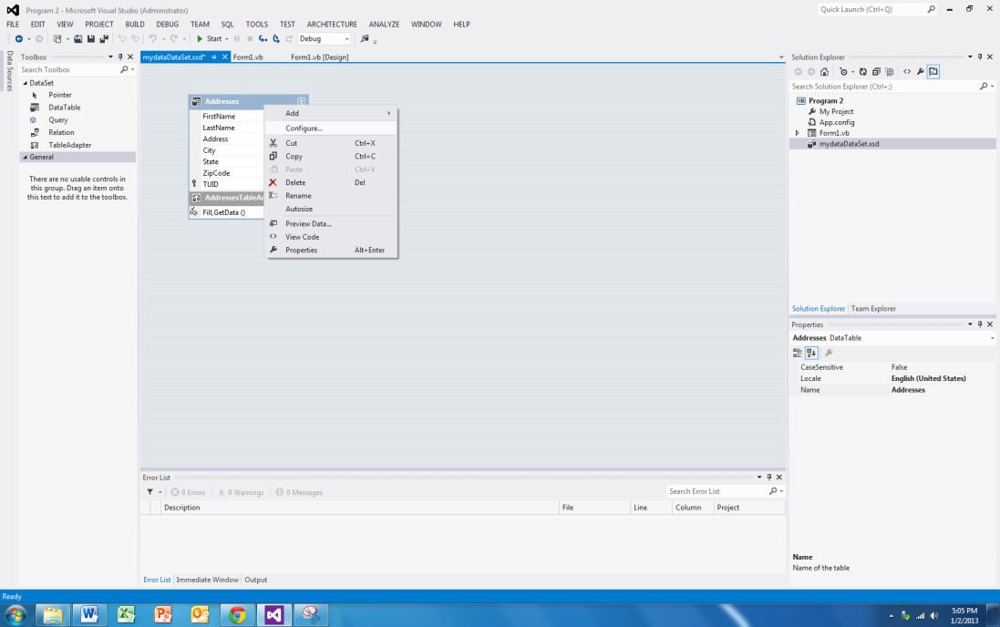 Program 2 - Microsoft Visual Studio (Administrator)
Quick Launch (Ctrl+Q)
FILE EDIT VIEW PROJECT BUILD DEBUG TEAM SQL TOOLS TEST ARCHITECTURE ANALYZE WINDOW HELP
Start Debug
Data Sources
Toolbox
Search Toolbox
DataSet
Pointer
DataTable
Query
Relation
TableAdapter
General
There are no usable controls in
this group. Drag an item onto
this text to add it to the toolbox.
mydataDataSet.xsd* Form1.vb Form1.vb [Design]
Addresses
FirstName
LastName
Address
City
State
ZipCode
TUID
AddressesTableAd
SQL Fill,GetData ()
Add
Configure...
Cut Ctrl+X
Copy Ctrl+C
Paste Ctrl+V
Delete Del
Rename
Autosize
Preview Data...
View Code
Properties Alt+Enter
Solution Explorer
Search Solution Explorer (Ctrl+;)
VB Program 2
My Project
App.config
Form1.vb
mydataDataSet.xsd
Solution Explorer Team Explorer
Properties
Addresses DataTable
CaseSensitive False
Locale English (United States)
Name Addresses
Name
Name of the table
Error List
0 Errors 0 Warnings 0 Messages
Search Error List
Description File Line Column Project
Error List Immediate Window Output
Ready
5:05 PM
1/2/2013